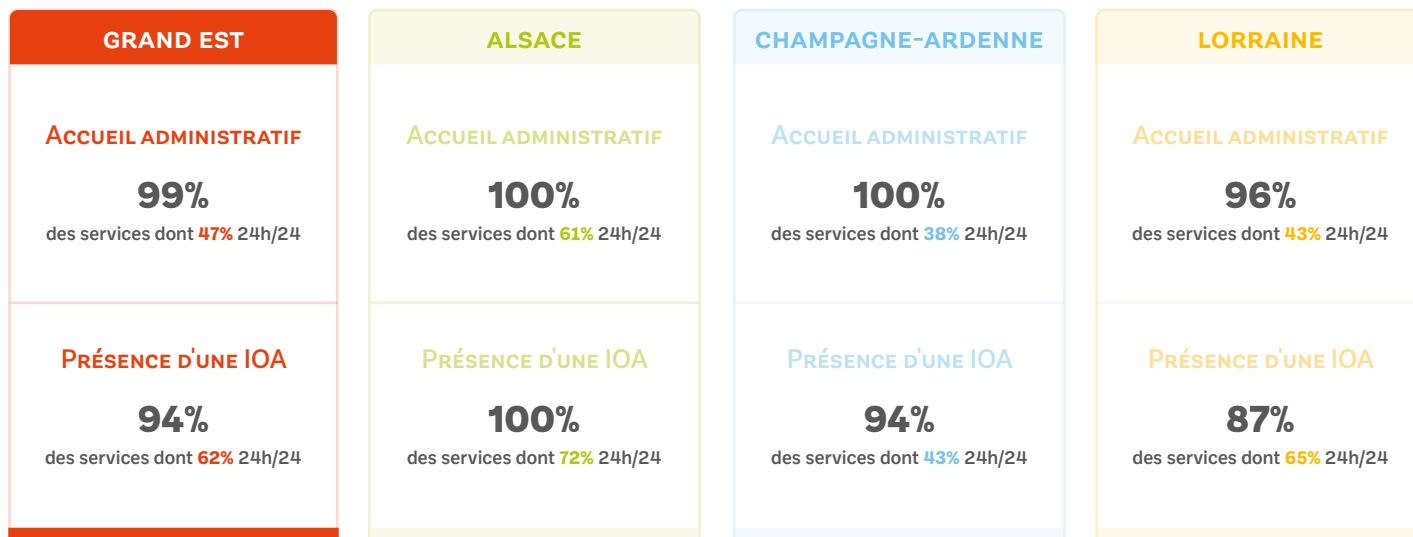 GRAND EST
ACCUEIL ADMINISTRATIF
99%
des services dont 47% 24h/24
PRÉSENCE D'UNE IOA
94%
des services dont 62% 24h/24
ALSACE
ACCUEIL ADMINISTRATIF
100%
des services dont 61% 24h/24
PRÉSENCE D'UNE IOA
100%
des services dont 72% 24h/24
CHAMPAGNE-ARDENNE
ACCUEIL ADMINISTRATIF
100%
des services dont 38% 24h/24
PRÉSENCE D'UNE IOA
94%
des services dont 43% 24h/24
LORRAINE
ACCUEIL ADMINISTRATIF
96%
des services dont 43% 24h/24
PRÉSENCE D'UNE IOA
87%
des services dont 65% 24h/24